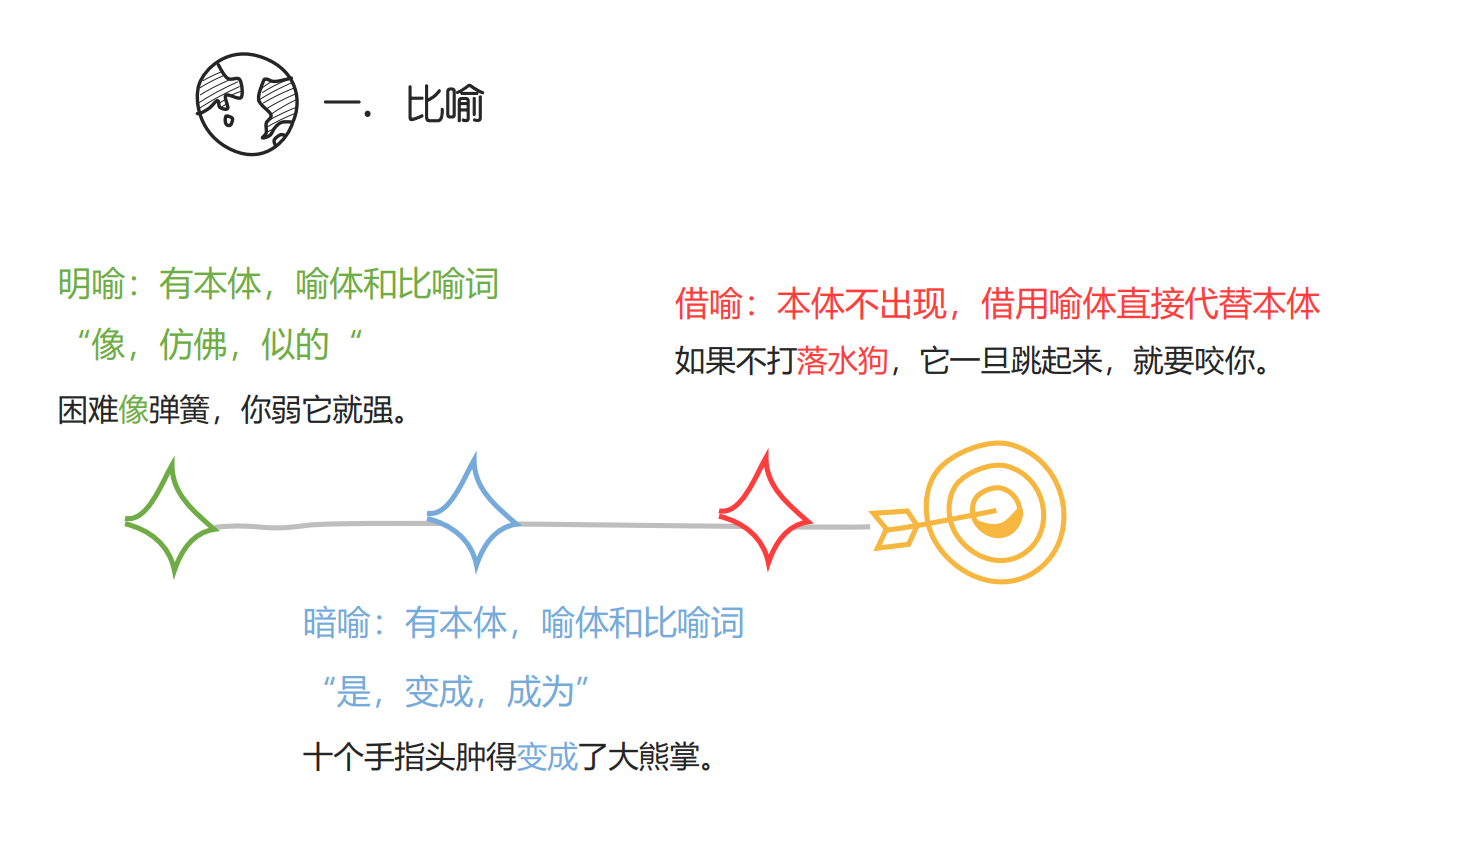 一. 比喻
明喻：有本体，喻体和比喻词
“像，仿佛，似的 “
困难像弹簧，你弱它就强。
借喻：本体不出现，借用喻体直接代替本体
如果不打落水狗，它一旦跳起来，就要咬你。
暗喻：有本体，喻体和比喻词
“是，变成，成为”
十个手指头肿得变成了大熊掌。